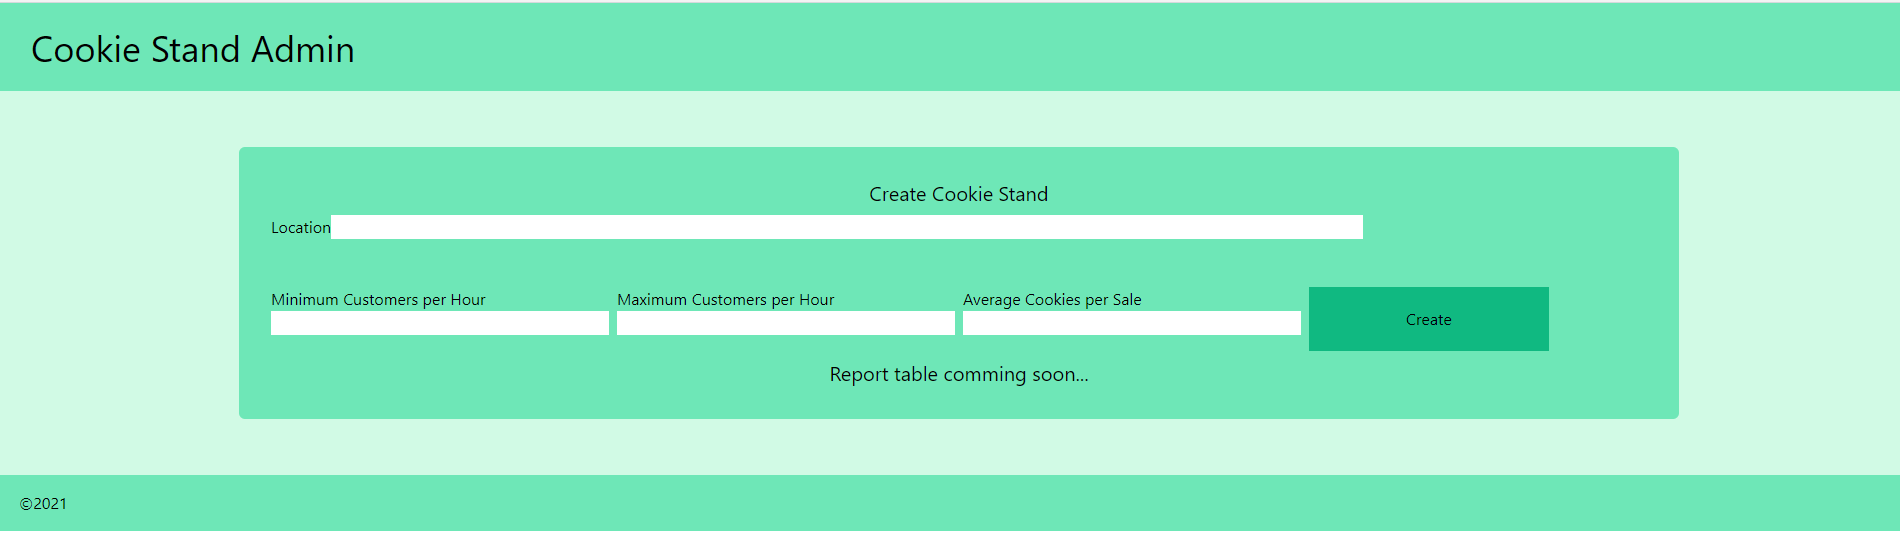 Cookie Stand Admin
Create Cookie Stand
Location
Minimum Customers per Hour
Maximum Customers per Hour
Average Cookies per Sale
Create
Report table comming soon...
©2021